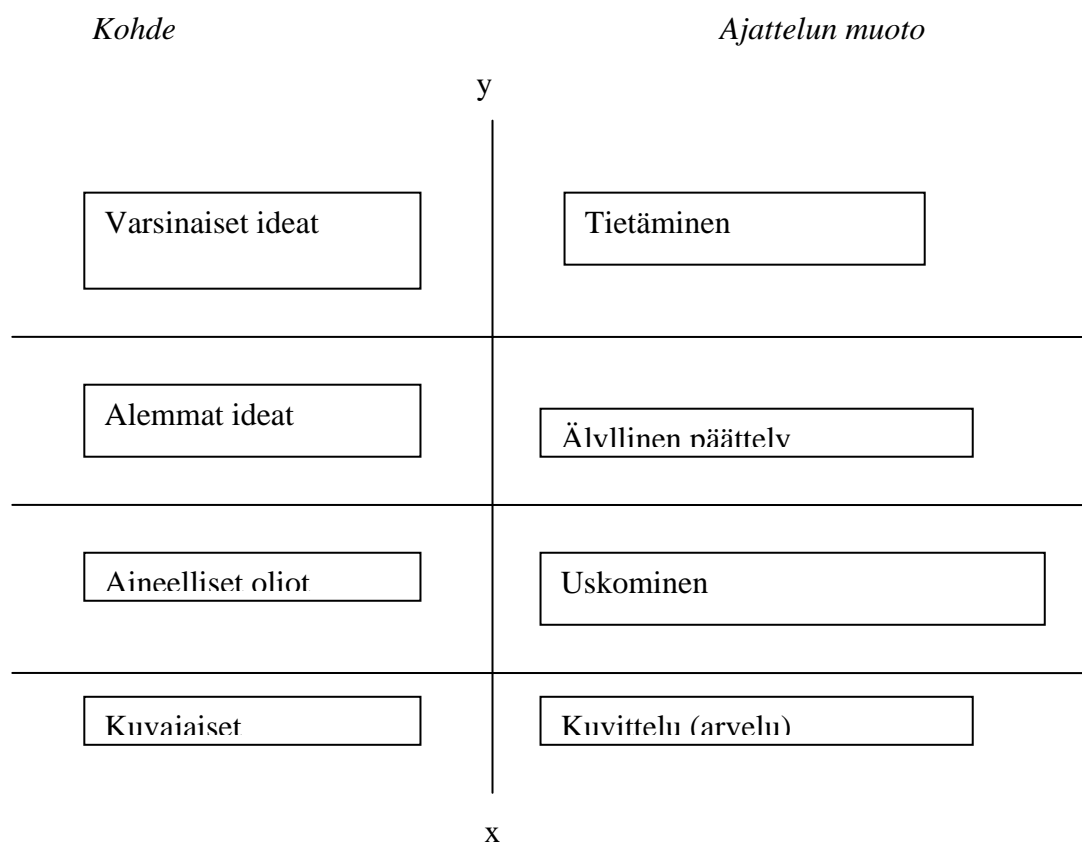 Kohde Ajattelun muoto
y
Varsinaiset ideat Tietäminen
Alemmat ideat Älyllinen päättely
Aineelliset oliot Uskominen
Kuvajaiset Kuvittelu (arvelu)
x